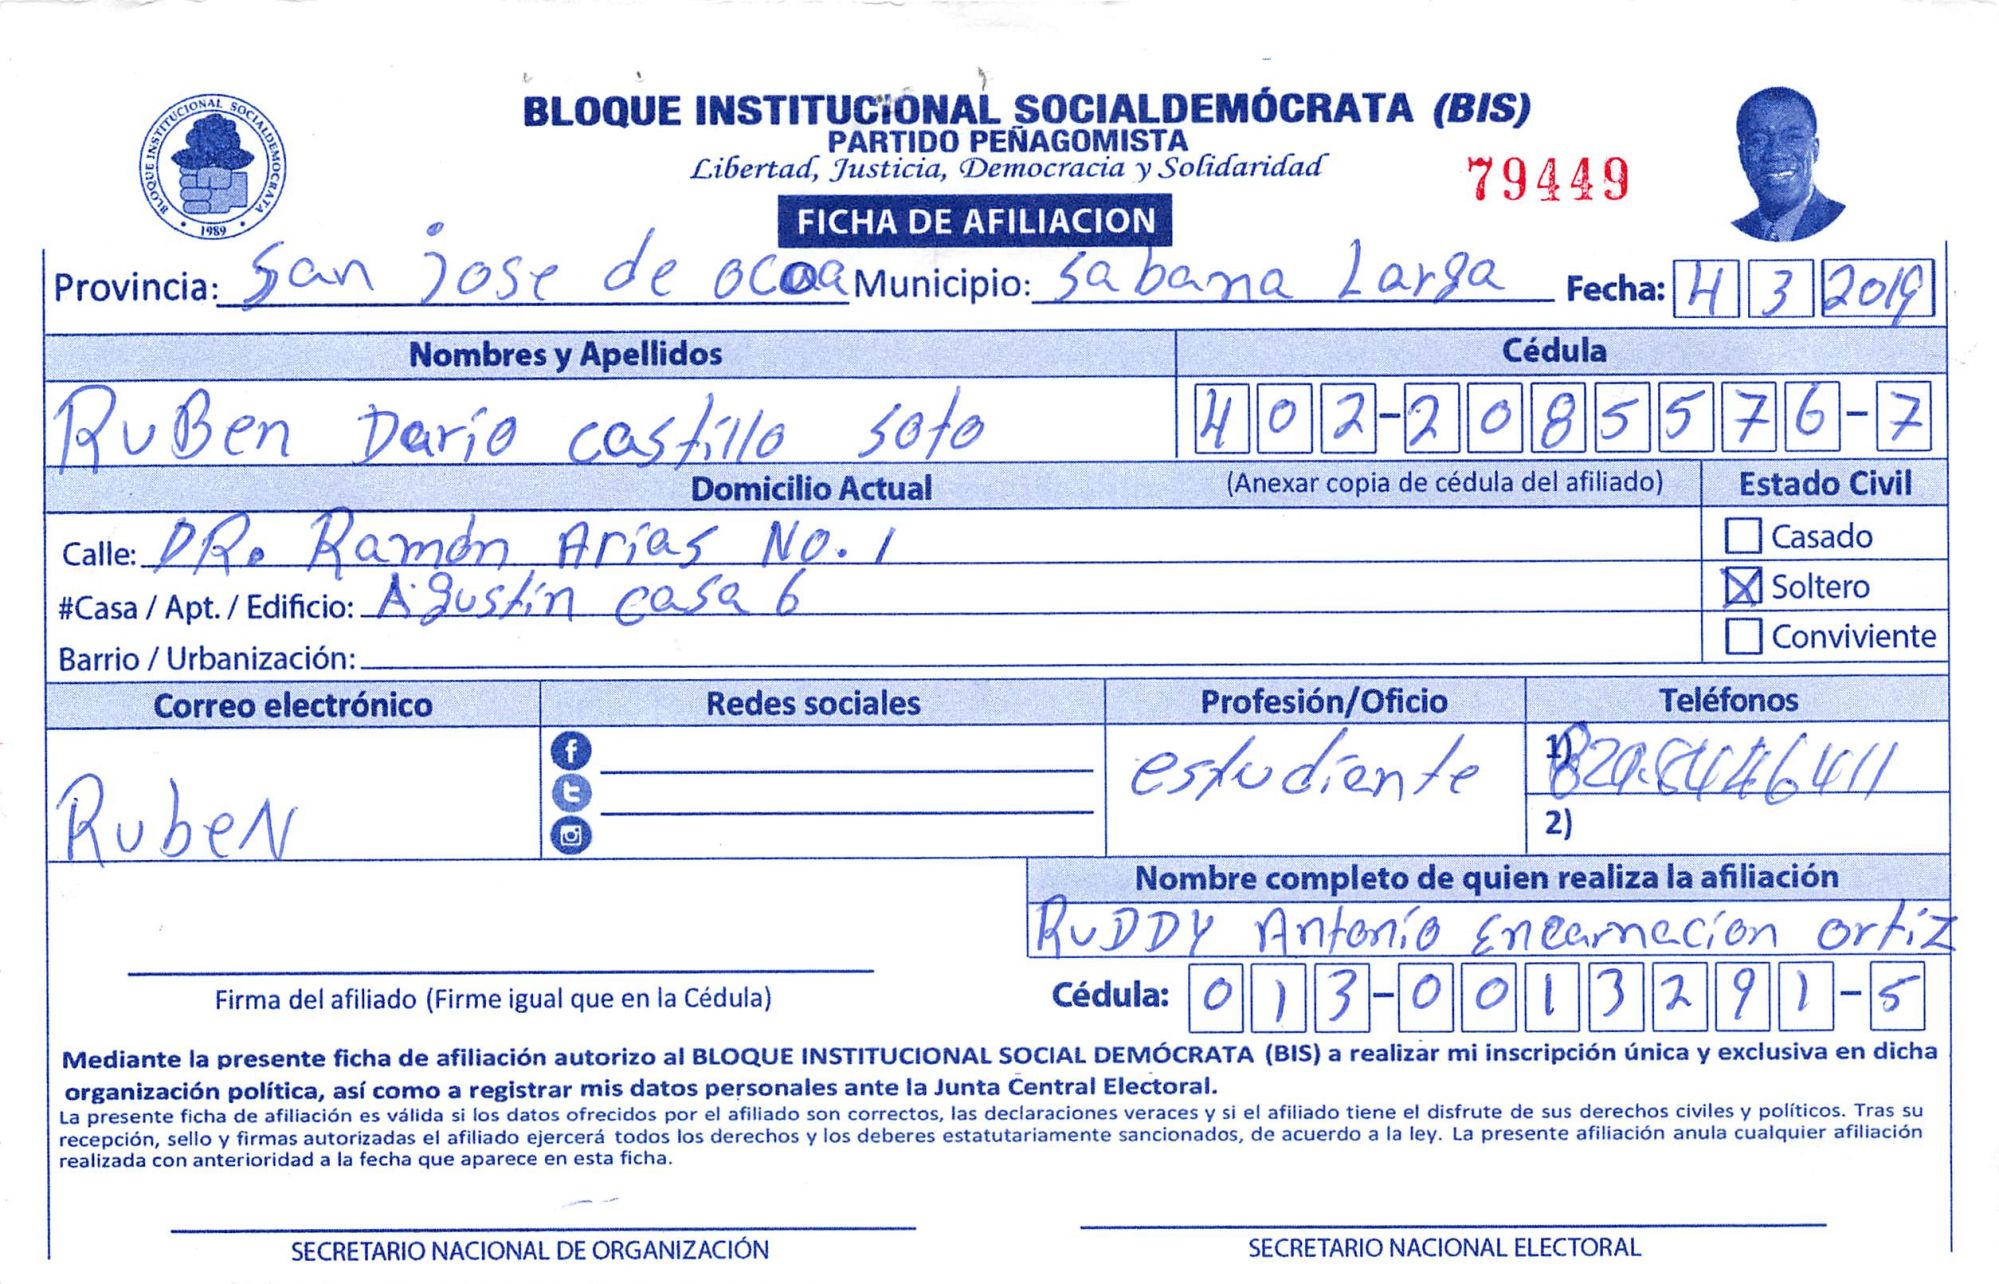 BLOQUE INSTITUCIONAL SOCIALDEMOCRATA
1989
BLOQUE INSTITUCIONAL SOCIALDEMÓCRATA (BIS)
PARTIDO PEÑAGOMISTA
Libertad, Justicia, Democracia y Solidaridad
79449
FICHA DE AFILIACION
Provincia: San jose de ocoa Municipio: Sabana Larga Fecha: 4 3 2019
Nombres y Apellidos Cédula
RuBen Darío castillo soto 402-2085576-7
Domicilio Actual (Anexar copia de cédula del afiliado) Estado Civil
Calle: DR. Ramón Arias No. 1 Casado
#Casa / Apt. / Edificio: Agustín casa 6 Soltero
Barrio / Urbanización: Conviviente
Correo electrónico Redes sociales Profesión/Oficio Teléfonos
RubeN estudiante 1)
2)
Nombre completo de quien realiza la afiliación
RuDDY Antonío Encarnacíon ortiz
Firma del afiliado (Firme igual que en la Cédula) Cédula: 013-0013291-5
Mediante la presente ficha de afiliación autorizo al BLOQUE INSTITUCIONAL SOCIAL DEMÓCRATA (BIS) a realizar mi inscripción única y exclusiva en dicha
organización política, así como a registrar mis datos personales ante la Junta Central Electoral.
La presente ficha de afiliación es válida si los datos ofrecidos por el afiliado son correctos, las declaraciones veraces y si el afiliado tiene el disfrute de sus derechos civiles y políticos. Tras su
recepción, sello y firmas autorizadas el afiliado ejercerá todos los derechos y los deberes estatutariamente sancionados, de acuerdo a la ley. La presente afiliación anula cualquier afiliación
realizada con anterioridad a la fecha que aparece en esta ficha.
SECRETARIO NACIONAL DE ORGANIZACIÓN SECRETARIO NACIONAL ELECTORAL